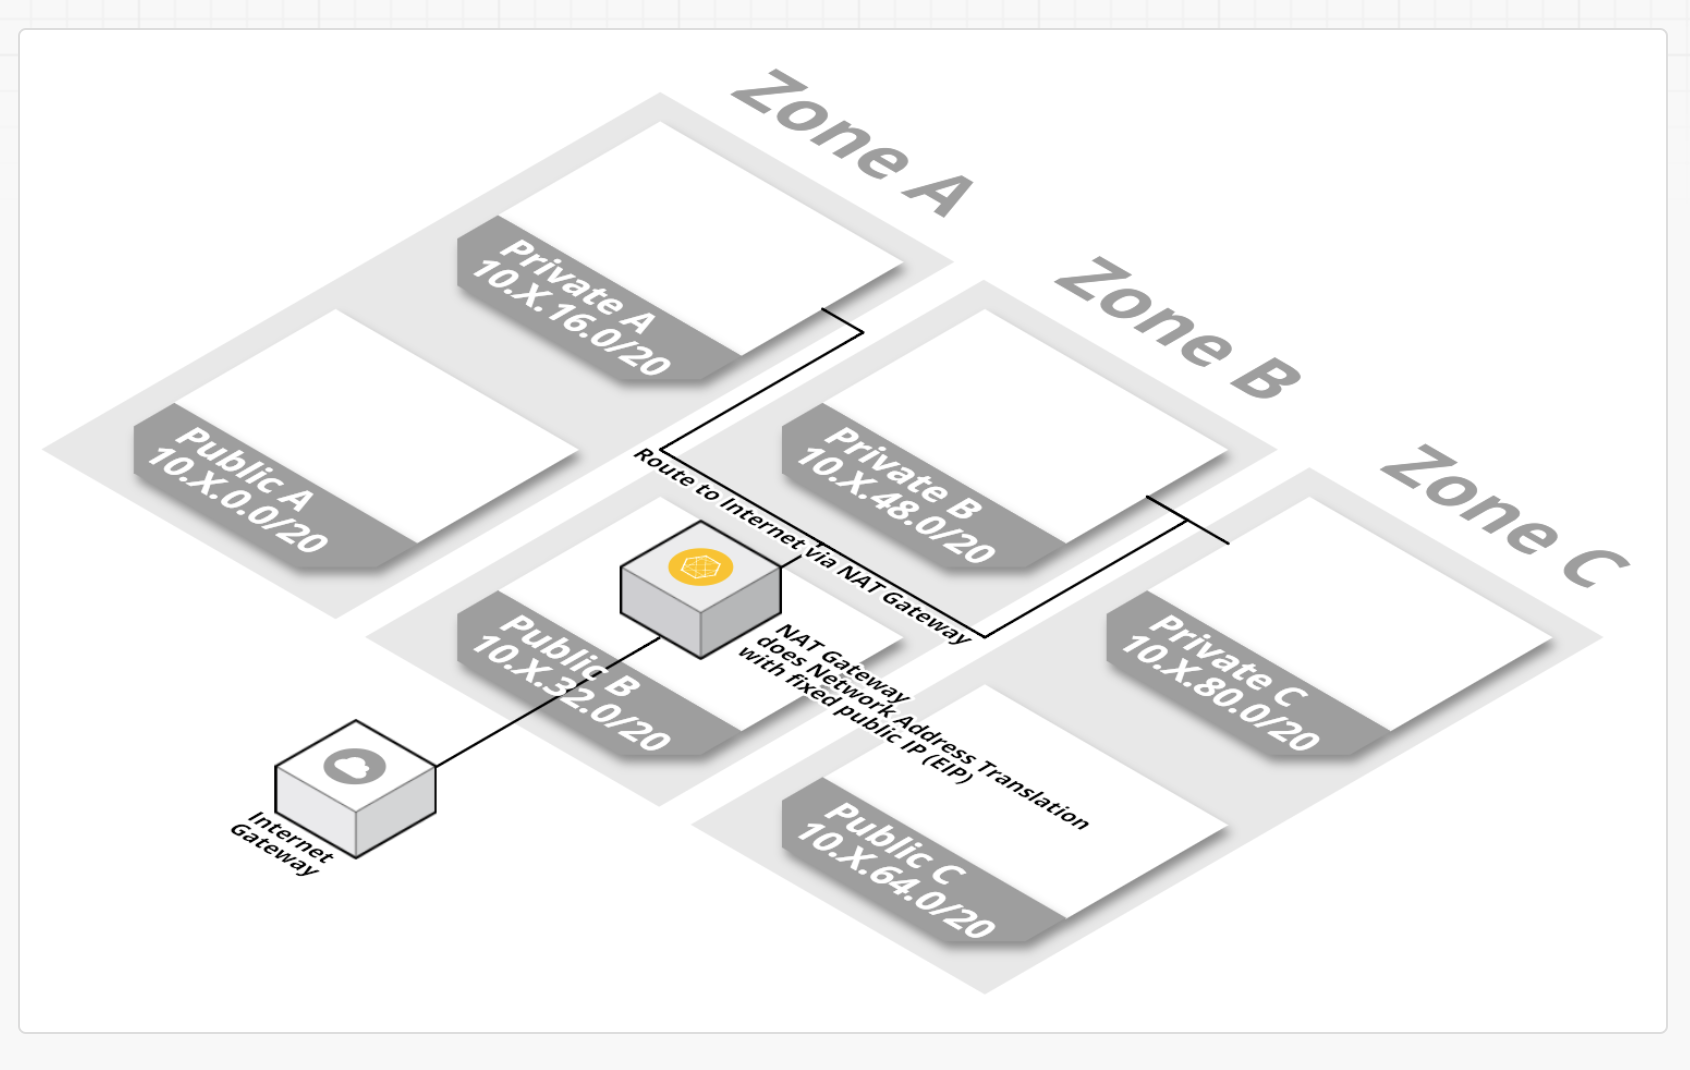 Zone A
Private A
10.X.16.0/20
Public A
10.X.0.0/20
Zone B
Private B
10.X.48.0/20
Route to Internet via NAT Gateway
Public B
10.X.32.0/20
NAT Gateway
does Network Address Translation
with fixed public IP (EIP)
Internet
Gateway
Zone C
Private C
10.X.80.0/20
Public C
10.X.64.0/20